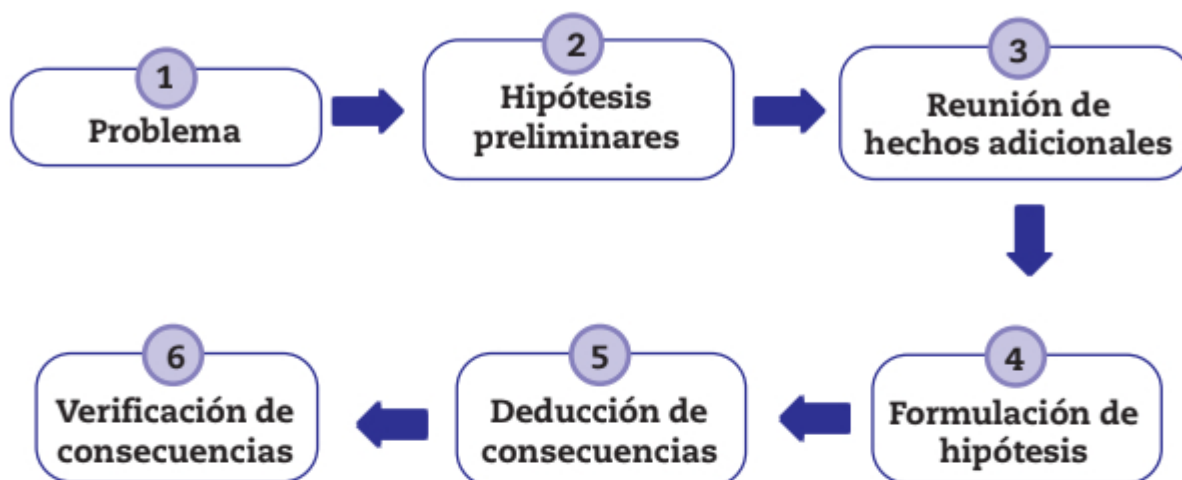 1
Problema
2
Hipótesis
preliminares
3
Reunión de
hechos adicionales
4
Formulación de
hipótesis
5
Deducción de
consecuencias
6
Verificación de
consecuencias